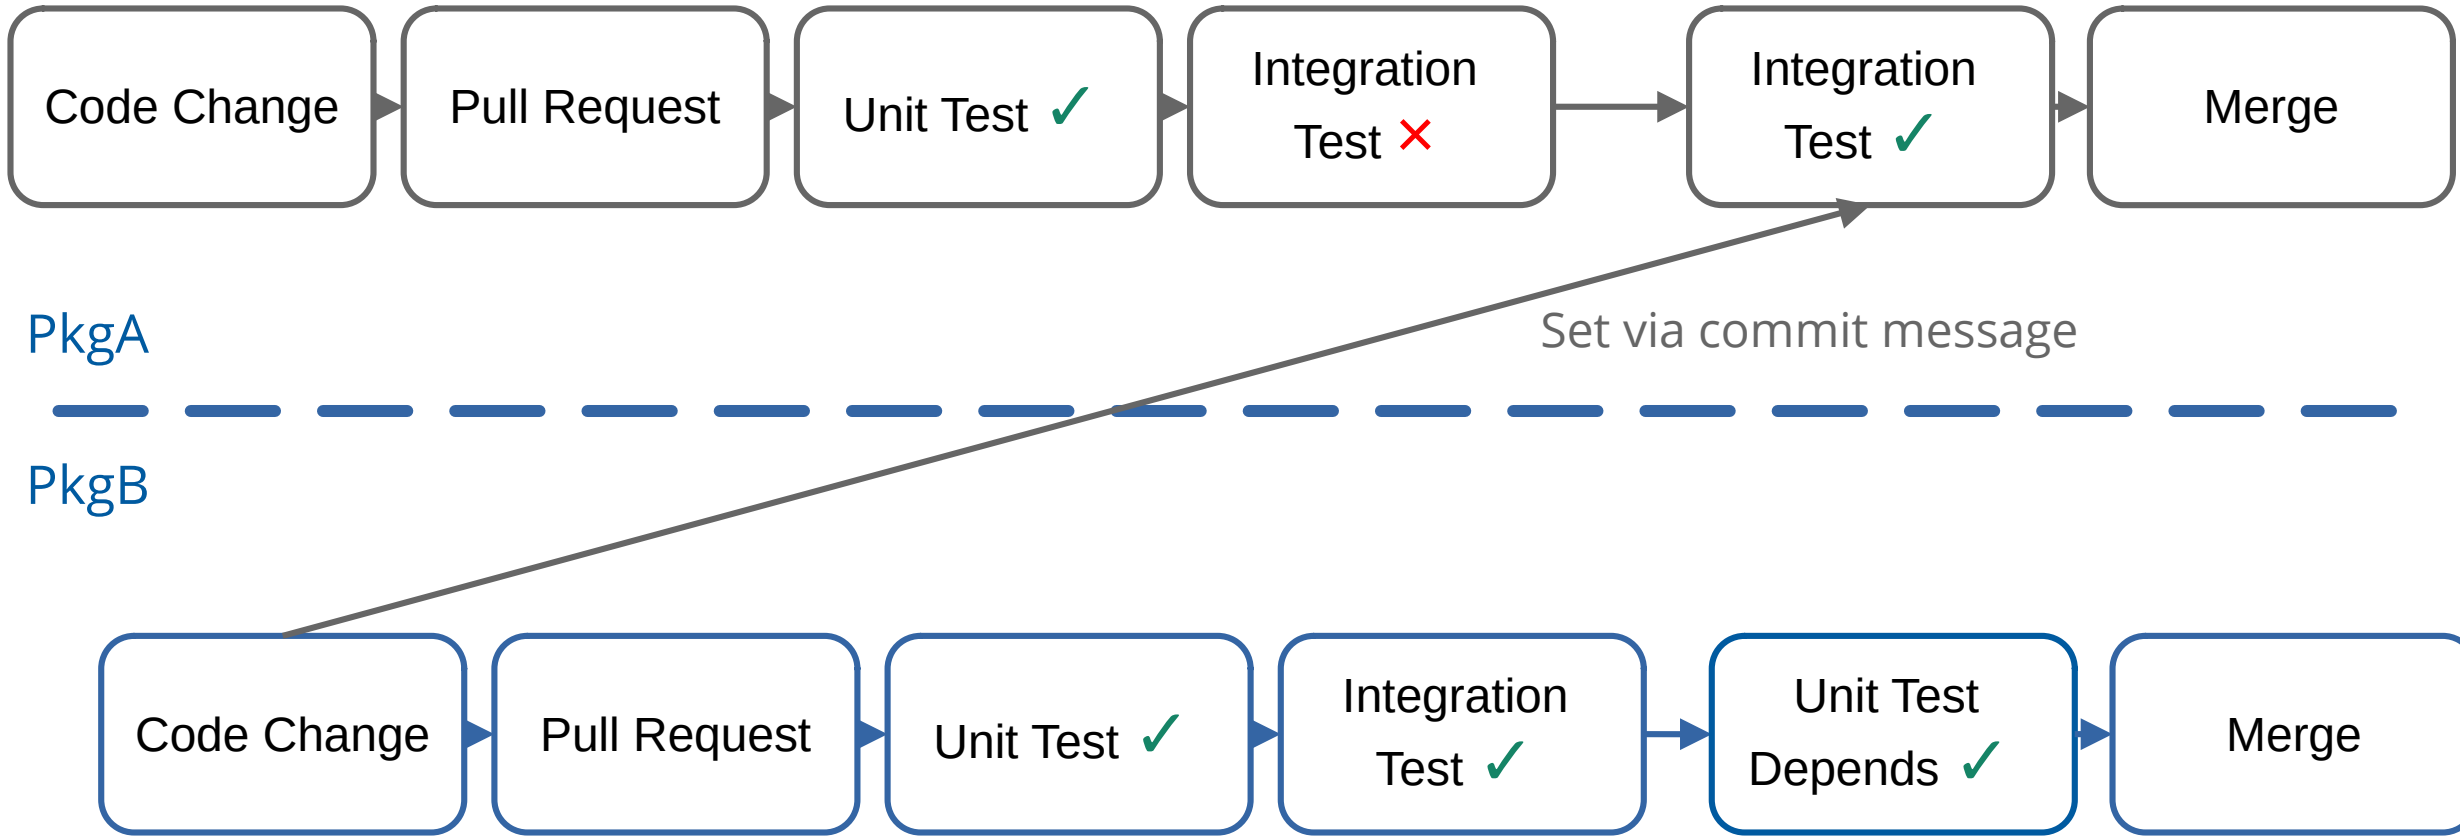 Code Change
Pull Request
Unit Test ✓
Integration
Test ✕
Integration
Test ✓
Merge
PkgA
Set via commit message
PkgB
Code Change
Pull Request
Unit Test ✓
Integration
Test ✓
Unit Test
Depends ✓
Merge